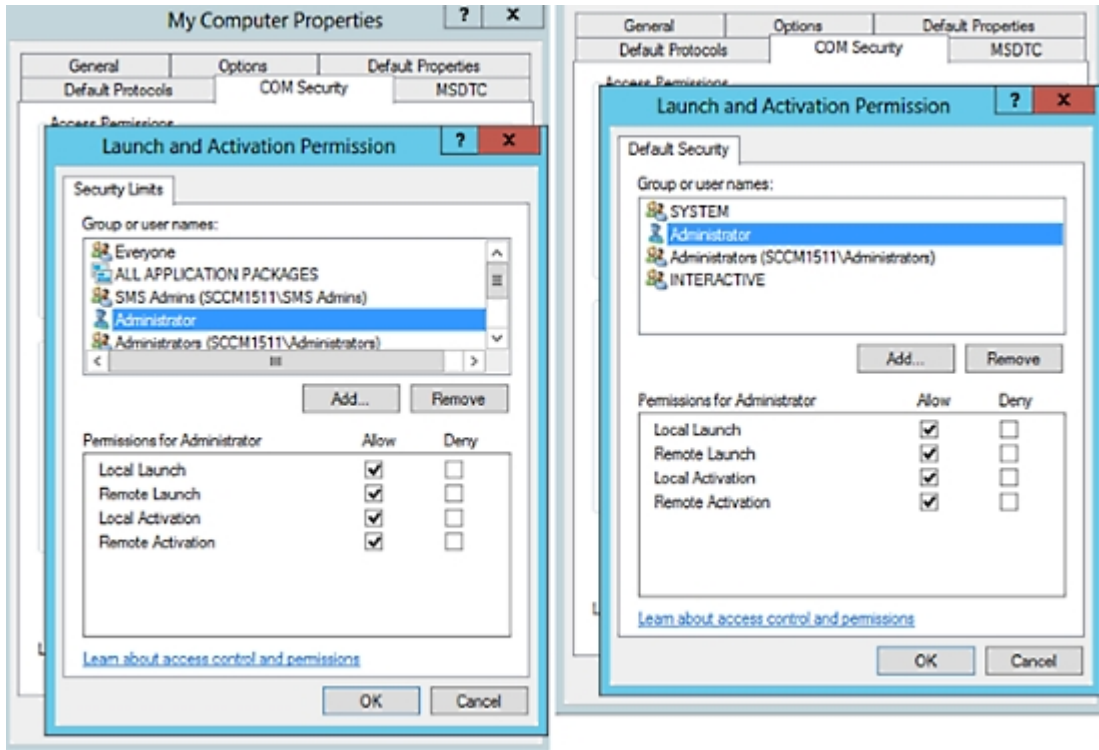 My Computer Properties
? x
General Options Default Properties
Default Protocols COM Security MSDTC
Access Permissions
Launch and Activation Permission
? x
Security Limits
Group or user names:
Everyone
ALL APPLICATION PACKAGES
SMS Admins (SCCM1511\SMS Admins)
Administrator
Administrators (SCCM1511\Administrators)
Add... Remove
Permissions for Administrator Allow Deny
Local Launch
Remote Launch
Local Activation
Remote Activation
Learn about access control and permissions
OK Cancel
General Options Default Properties
Default Protocols COM Security MSDTC
Access Permissions
Launch and Activation Permission
? x
Default Security
Group or user names:
SYSTEM
Administrator
Administrators (SCCM1511\Administrators)
INTERACTIVE
Add... Remove
Permissions for Administrator Allow Deny
Local Launch
Remote Launch
Local Activation
Remote Activation
Learn about access control and permissions
OK Cancel